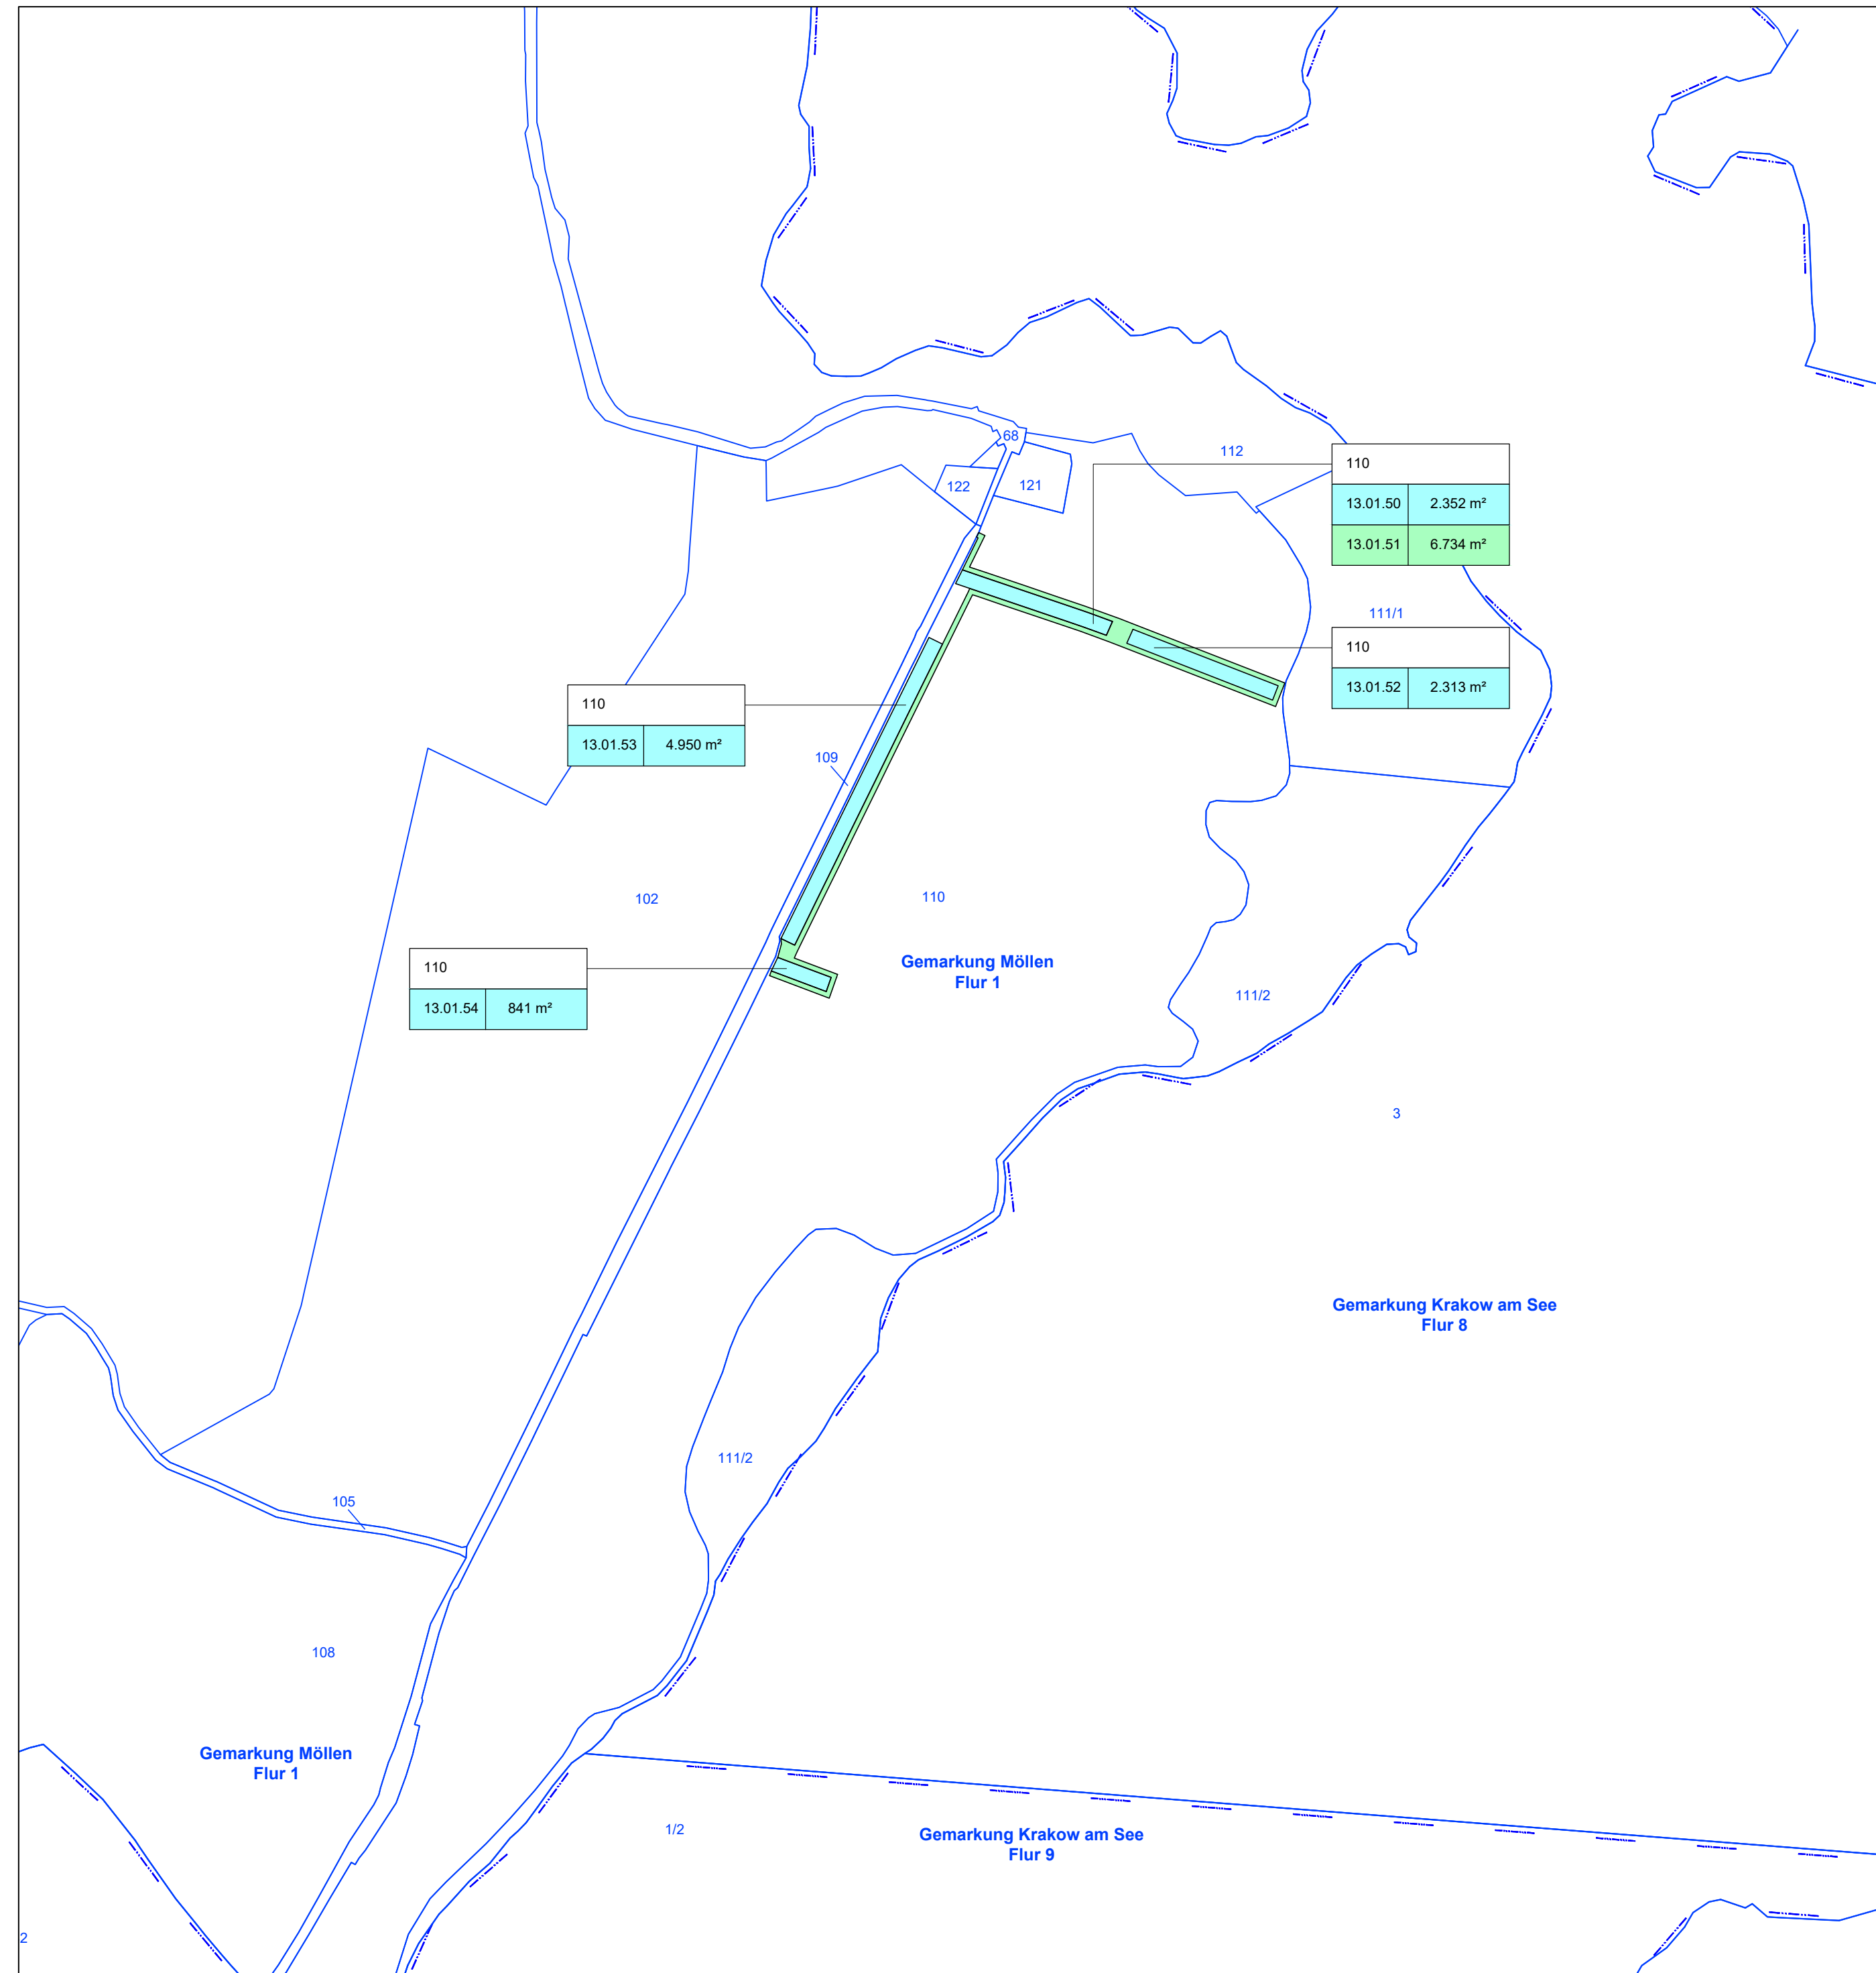 68
112
122
121
110
13.01.50 2.352 m²
13.01.51 6.734 m²
111/1
110
13.01.52 2.313 m²
110
13.01.53 4.950 m²
109
102
110
Gemarkung Möllen
Flur 1
110
13.01.54 841 m²
111/2
3
Gemarkung Krakow am See
Flur 8
111/2
105
108
Gemarkung Möllen
Flur 1
1/2
Gemarkung Krakow am See
Flur 9
2